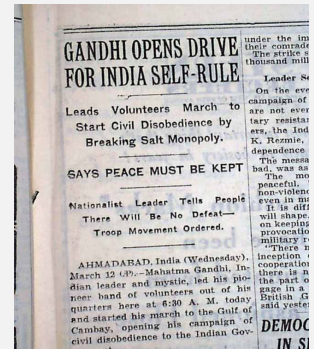 GANDHI OPENS DRIVE
FOR INDIA SELF-RULE
Leads Volunteers March to
Start Civil Disobedience by
Breaking Salt Monopoly.
SAYS PEACE MUST BE KEPT
Nationalist Leader Tells People
There Will Be No Defeat—
Troop Movement Ordered.
AHMADABAD, India (Wednesday),
March 12 (P).—Mahatma Gandhi, In-
dian leader and mystic, led his pio-
neer band of volunteers out of his
quarters here at 6:30 A. M. today
and started his march to the Gulf of
Cambay, opening his campaign of
civil disobedience to the Indian Gov-
under the im
their comrade
The strike s
thousand mill
Leader Se
On the eve
campaign of
are not ever
tary resistan
ers, the Ind
K. Rezmie,
dependence
The messa
bad, was as
The mo
peaceful.
non-violenc
even in m
It is diff
will shape.
on keeping
provocatio
military r
"There n
inception
cooperation
there is n
the part o
gage in a
British G
said yester
DEMOC
IN S